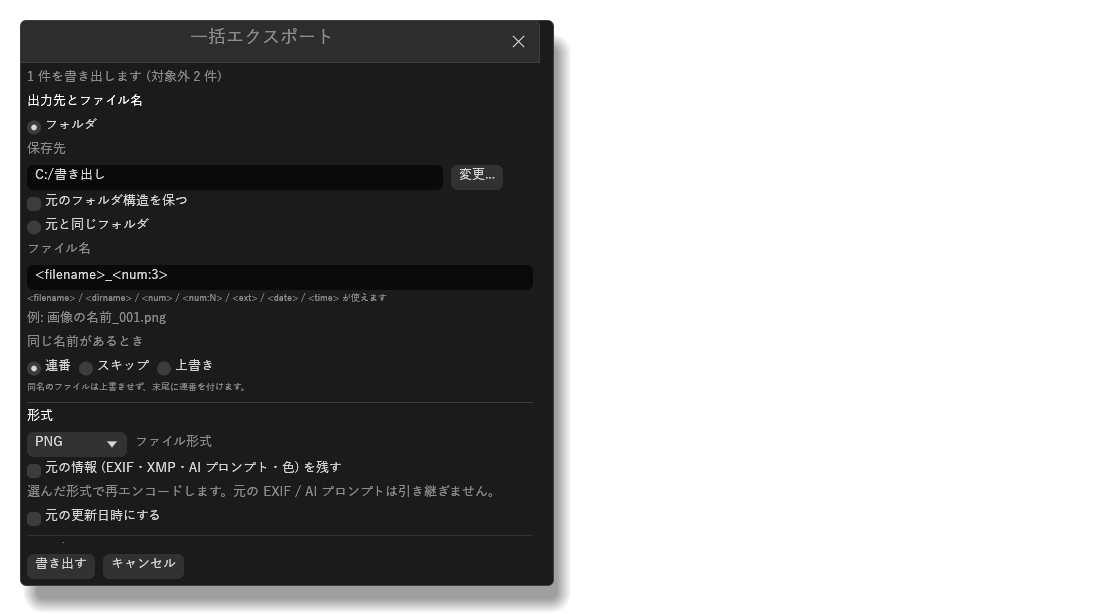 一括エクスポート
1 件を書き出します (対象外 2 件)
出力先とファイル名
フォルダ
保存先
C:/書き出し 変更...
元のフォルダ構造を保つ
元と同じフォルダ
ファイル名
<filename>_<num:3>
<filename> / <dirname> / <num> / <num:N> / <ext> / <date> / <time> が使えます
例: 画像の名前_001.png
同じ名前があるとき
連番 スキップ 上書き
同名のファイルは上書きせず、末尾に連番を付けます。
形式
PNG ファイル形式
元の情報 (EXIF・XMP・AI プロンプト・色) を残す
選んだ形式で再エンコードします。元の EXIF / AI プロンプトは引き継ぎません。
元の更新日時にする
書き出す キャンセル